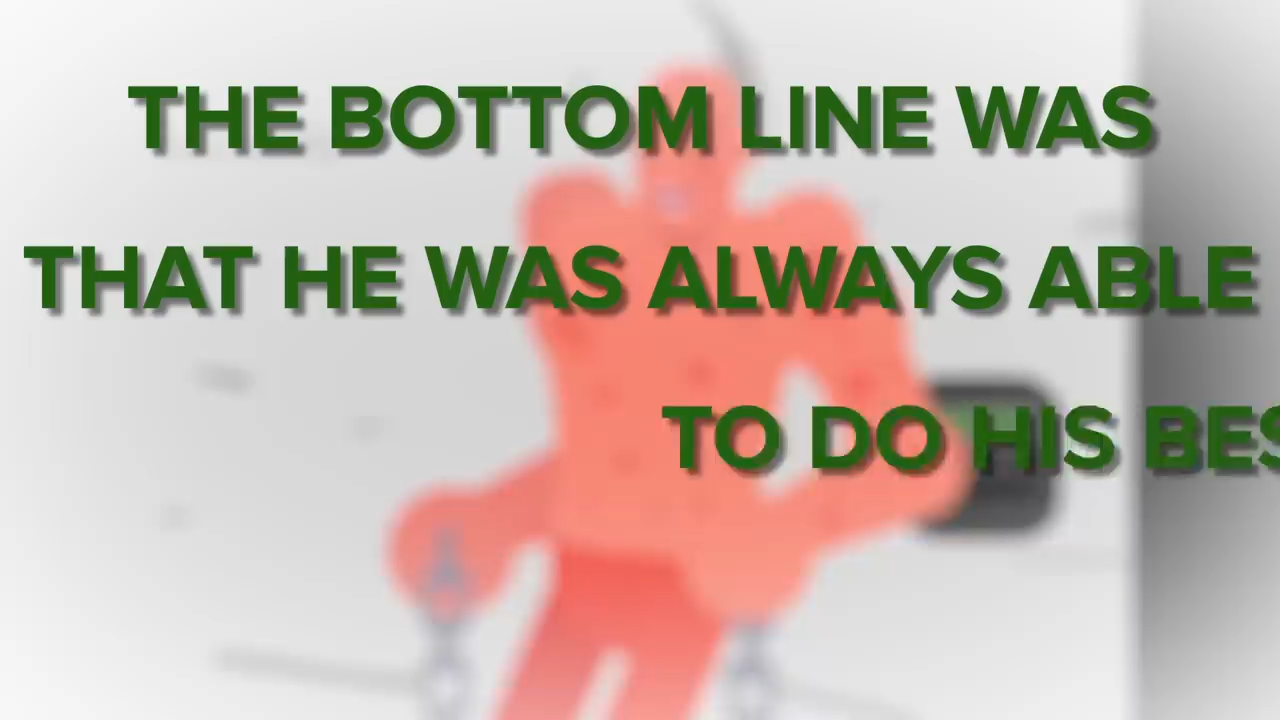 THE BOTTOM LINE WAS
THAT HE WAS ALWAYS ABLE
TO DO HIS BES